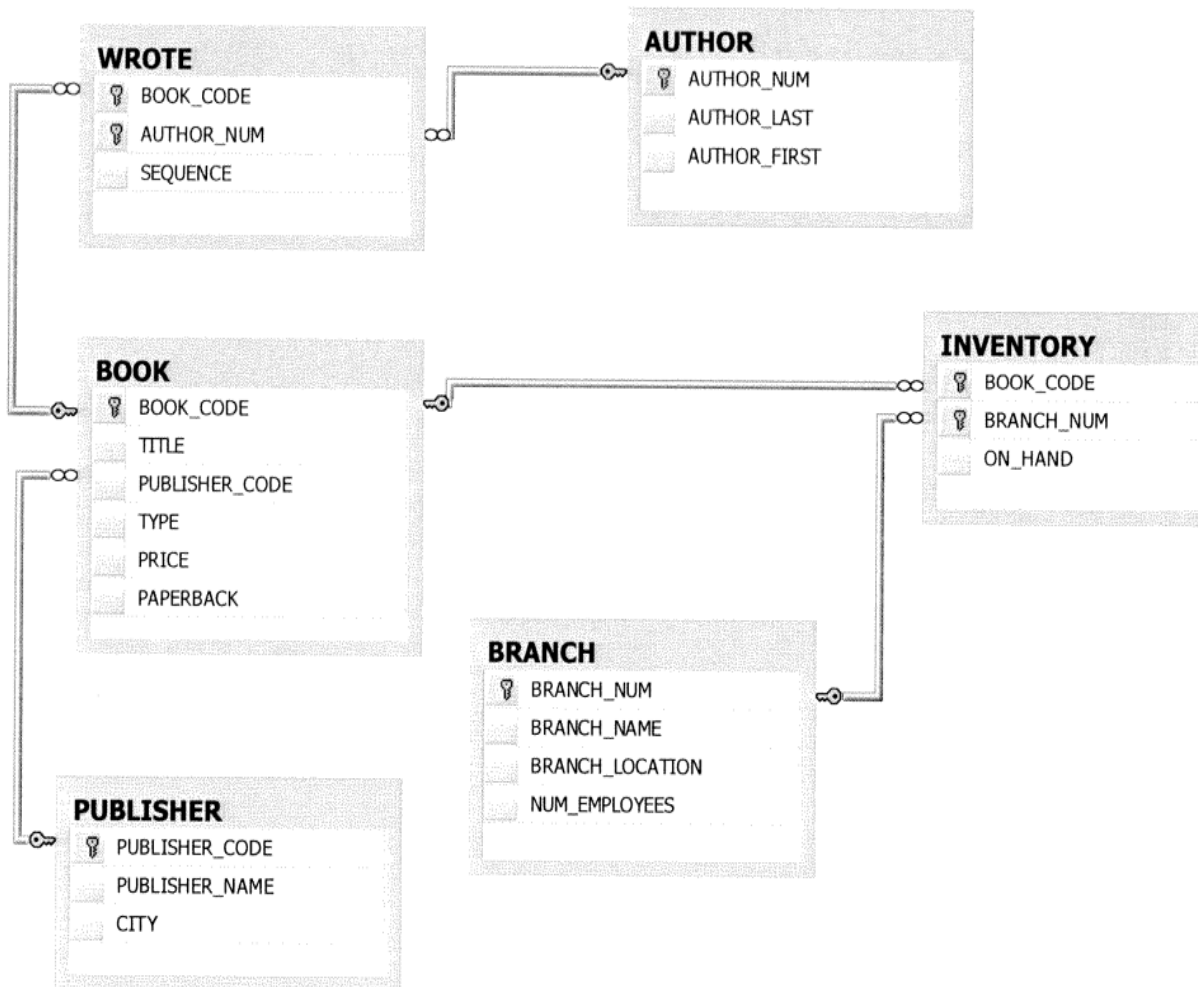 WROTE
BOOK_CODE
AUTHOR_NUM
SEQUENCE
AUTHOR
AUTHOR_NUM
AUTHOR_LAST
AUTHOR_FIRST
BOOK
BOOK_CODE
TITLE
PUBLISHER_CODE
TYPE
PRICE
PAPERBACK
INVENTORY
BOOK_CODE
BRANCH_NUM
ON_HAND
BRANCH
BRANCH_NUM
BRANCH_NAME
BRANCH_LOCATION
NUM_EMPLOYEES
PUBLISHER
PUBLISHER_CODE
PUBLISHER_NAME
CITY